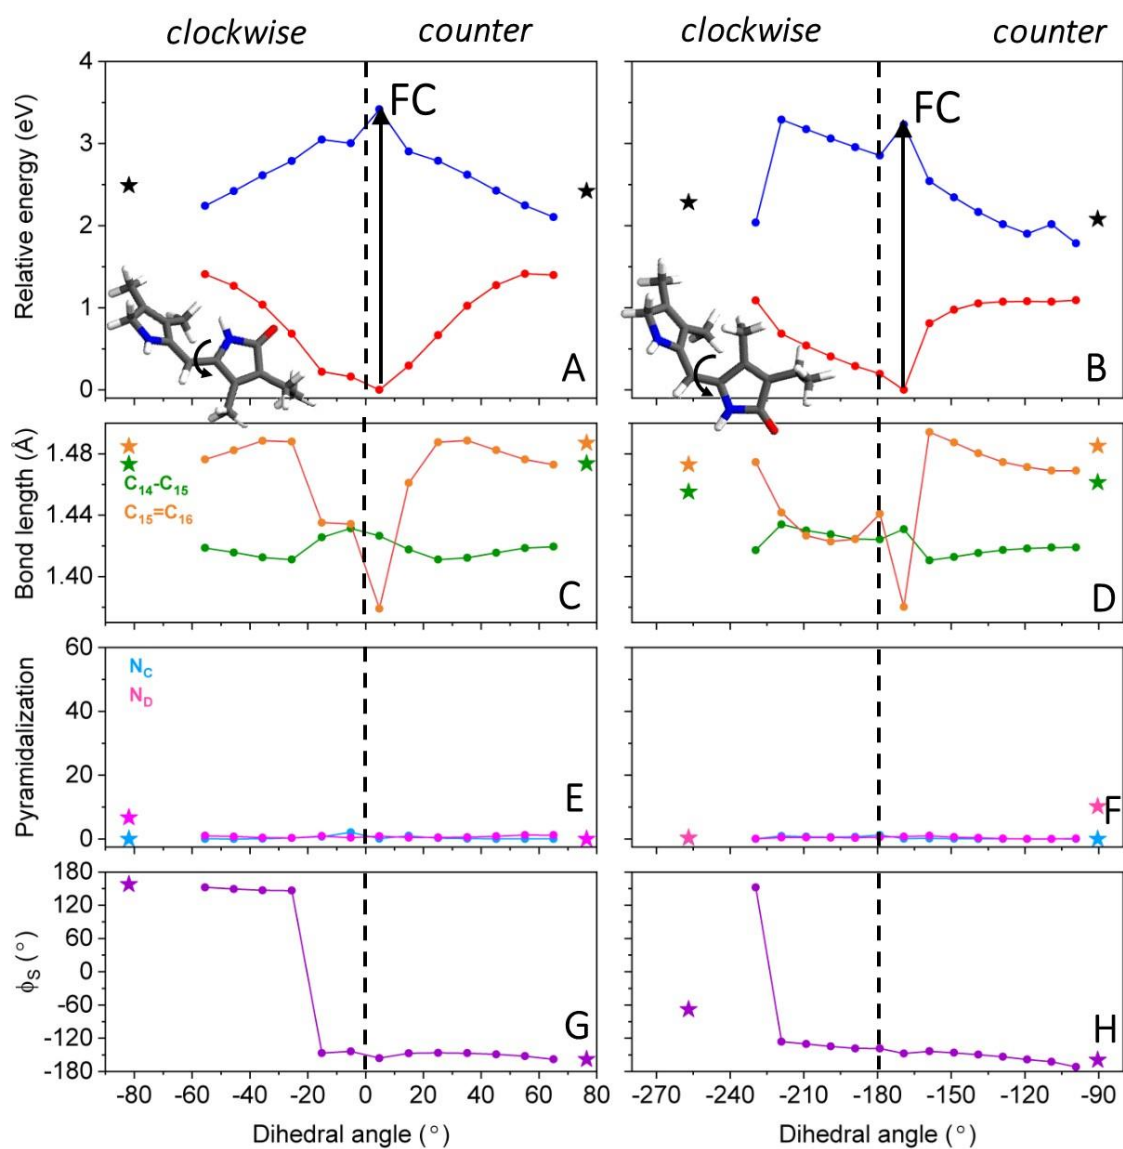 clockwise counter clockwise counter
4
3
2
1
0
Relative energy (eV)
FC
A
FC
B
1.48
1.44
1.40
Bond length (Å)
C14-C15
C15=C16
C
D
60
40
20
0
Pyramidalization
NC
ND
E
F
180
120
60
0
-60
-120
-180
ϕS (°)
G
H
-80 -60 -40 -20 0 20 40 60 80
-270 -240 -210 -180 -150 -120 -90
Dihedral angle (°) Dihedral angle (°)